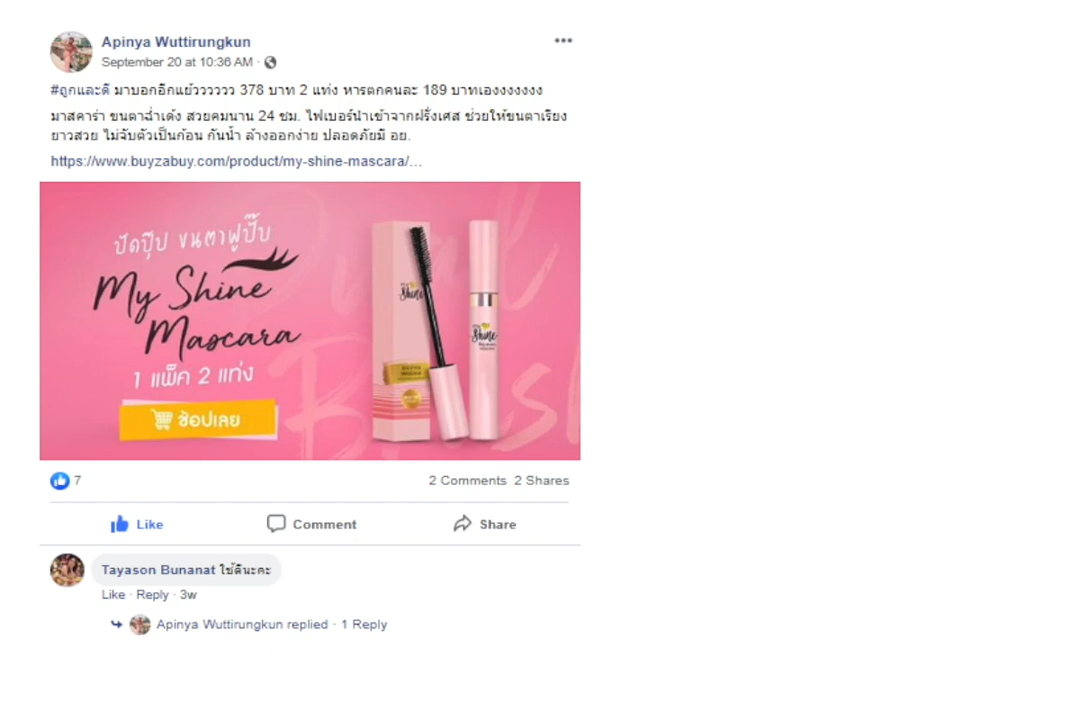 Apinya Wuttirungkun
September 20 at 10:36 AM ·
#ถูกและดี มาบอกอีกแย้วววววว 378 บาท 2 แท่ง หารตกคนละ 189 บาทเองงงงงงง
มาสคาร่า ขนตาฉ่ำเด้ง สวยคมนาน 24 ชม. ไฟเบอร์นำเข้าจากฝรั่งเศส ช่วยให้ขนตาเรียง
ยาวสวย ไม่จับตัวเป็นก้อน กันน้ำ ล้างออกง่าย ปลอดภัยมี อย.
https://www.buyzabuy.com/product/my-shine-mascara/...
ปัดปุ๊ป ขนตาฟูปั๊บ
My Shine
Mascara
1 แพ็ค 2 แท่ง
ช้อปเลย
my Shine
my Shine
7
2 Comments 2 Shares
Like Comment Share
Tayason Bunanat ใช้ดีนะคะ
Like · Reply · 3w
Apinya Wuttirungkun replied · 1 Reply